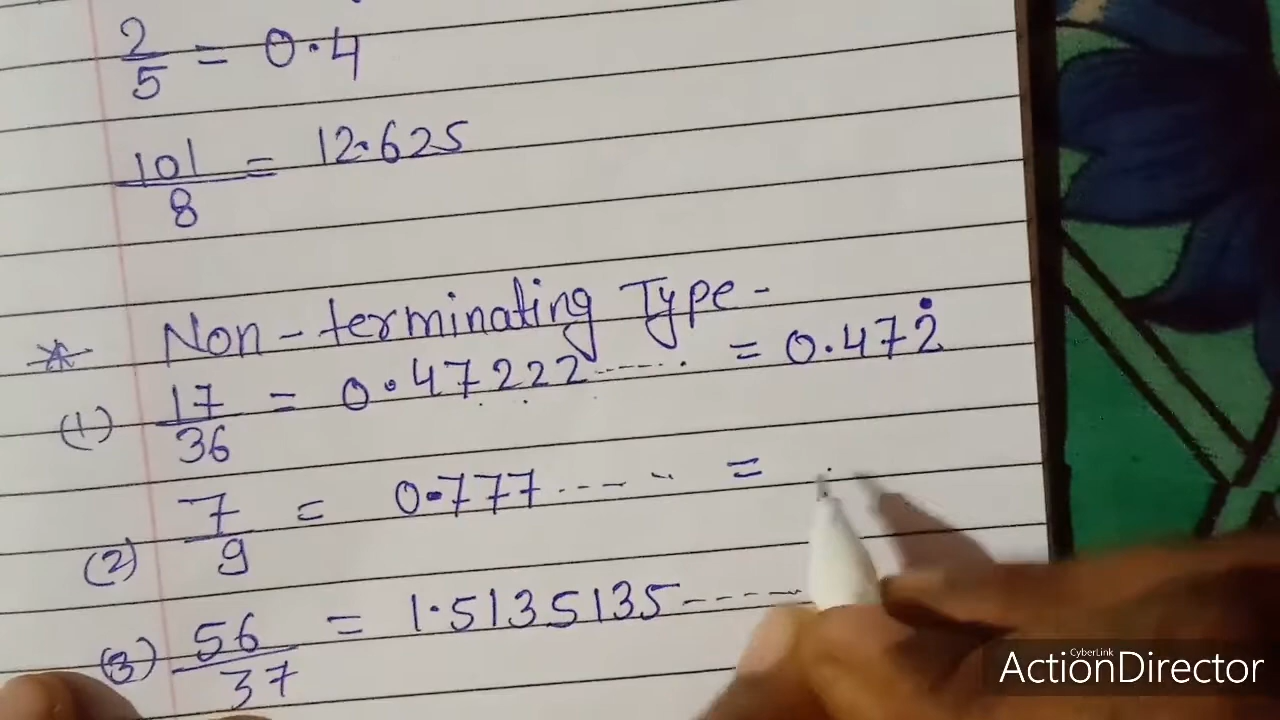 2/5 = 0.4
101/8 = 12.625
* Non-terminating Type -
(1) 17/36 = 0.47222...... = 0.472̇
(2) 7/9 = 0.777...... =
(3) 56/37 = 1.5135135-----
CyberLink
ActionDirector